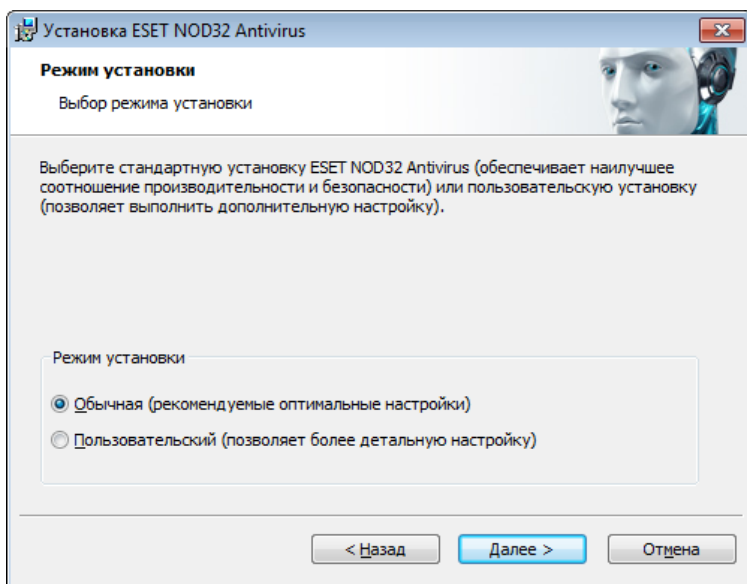 Установка ESET NOD32 Antivirus
Режим установки
Выбор режима установки
Выберите стандартную установку ESET NOD32 Antivirus (обеспечивает наилучшее
соотношение производительности и безопасности) или пользовательскую установку
(позволяет выполнить дополнительную настройку).
Режим установки
Обычная (рекомендуемые оптимальные настройки)
Пользовательский (позволяет более детальную настройку)
< Назад Далее > Отмена